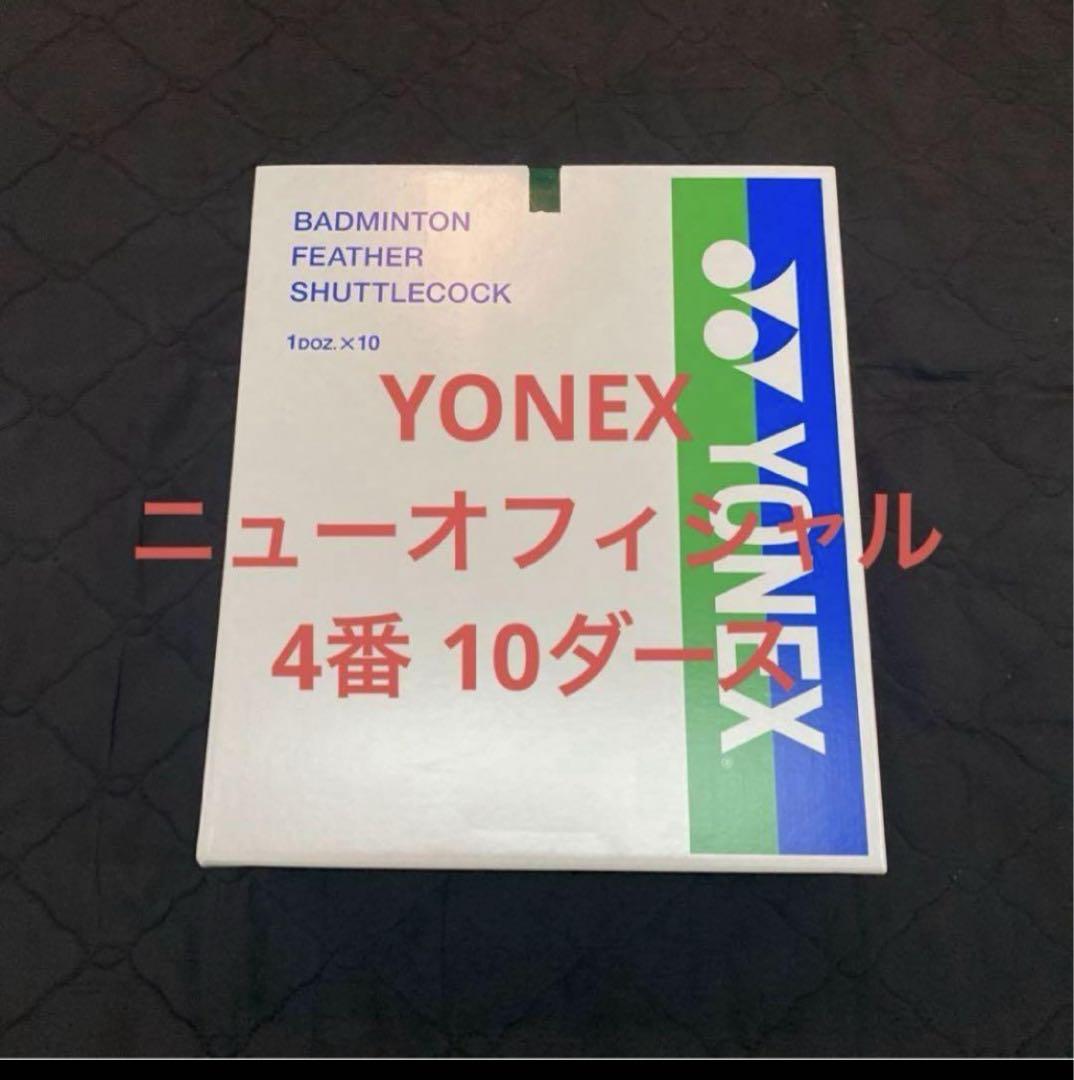 BADMINTON
FEATHER
SHUTTLECOCK
1DOZ.×10
YONEX
ニューオフィシャル
4番 10ダース
YONEX